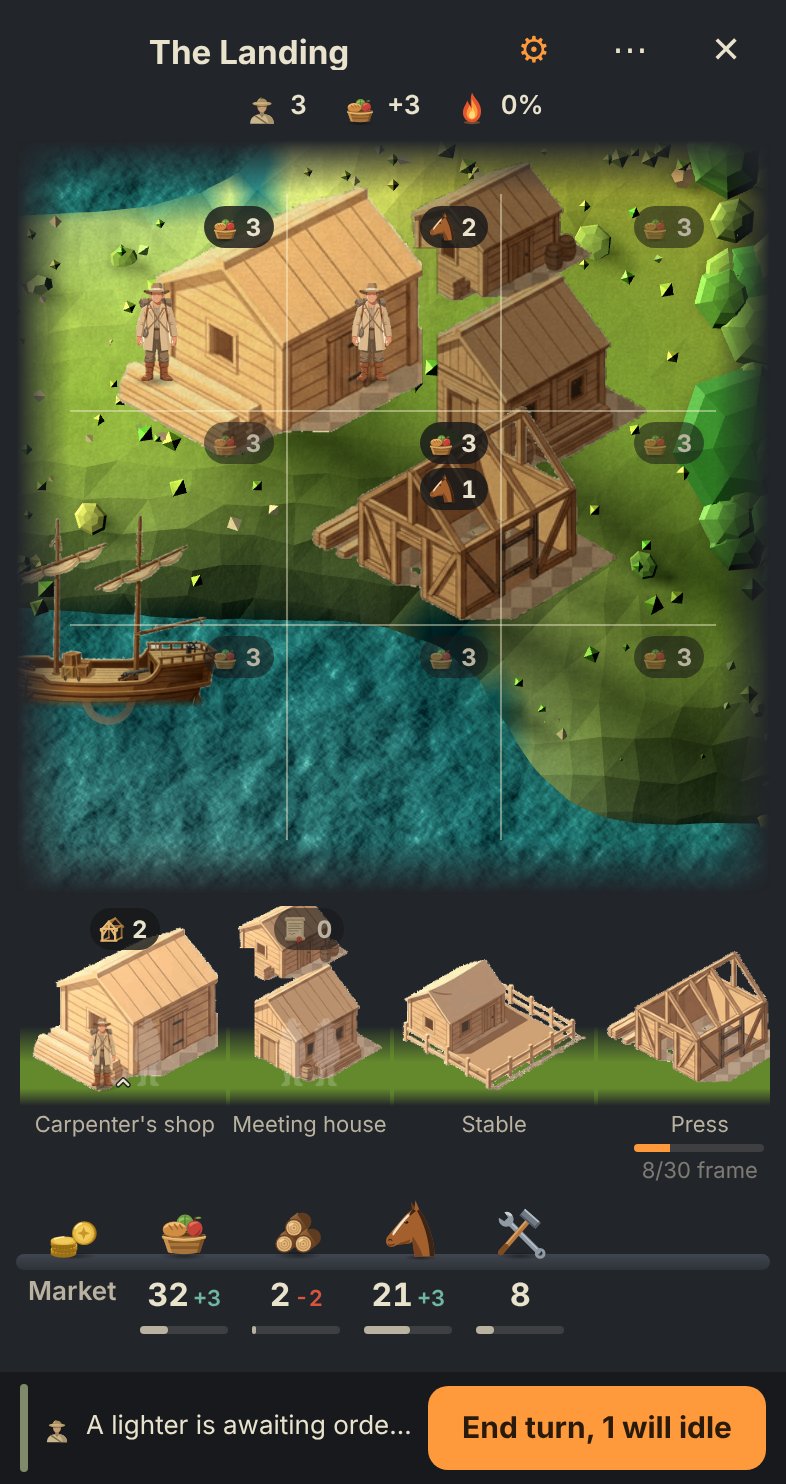 The Landing
3 +3 0%
3 2 3
3 3 3
1
3 3 3
2 0
Carpenter's shop Meeting house Stable Press
8/30 frame
Market 32 +3 2 -2 21 +3 8
A lighter is awaiting orde... End turn, 1 will idle